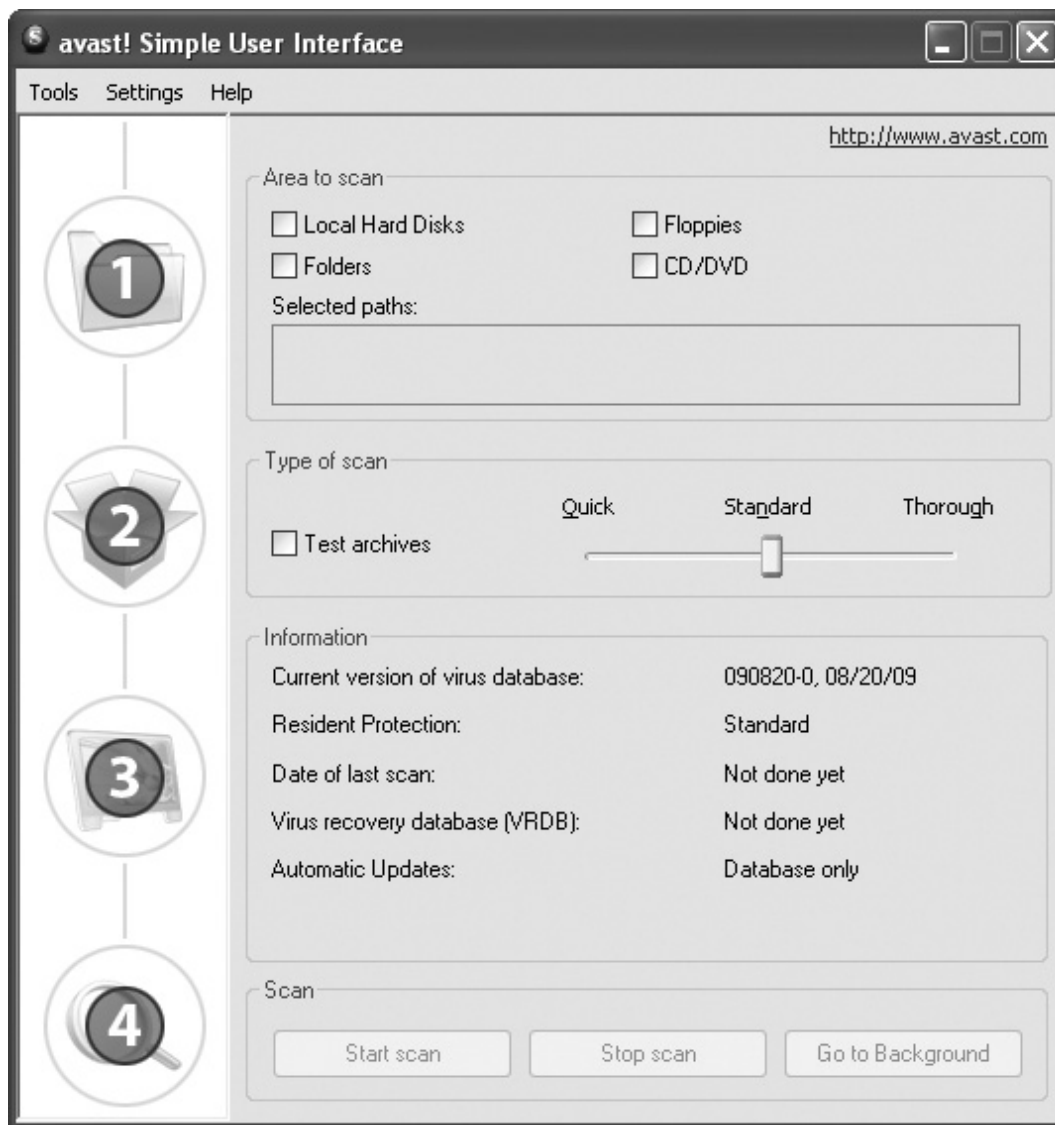 S avast! Simple User Interface
Tools Settings Help
http://www.avast.com
Area to scan
Local Hard Disks
Floppies
Folders
CD/DVD
Selected paths:
1
Type of scan
Quick Standard Thorough
Test archives
2
Information
Current version of virus database: 090820-0, 08/20/09
Resident Protection: Standard
Date of last scan: Not done yet
Virus recovery database (VRDB): Not done yet
Automatic Updates: Database only
3
Scan
Start scan Stop scan Go to Background
4